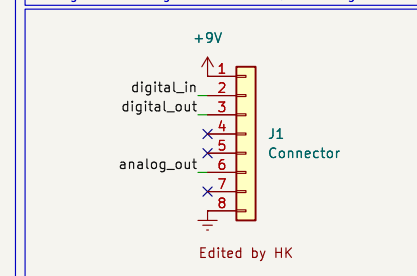 +9V
1
digital_in 2
digital_out 3
4 J1
5 Connector
analog_out 6
7
8
Edited by HK